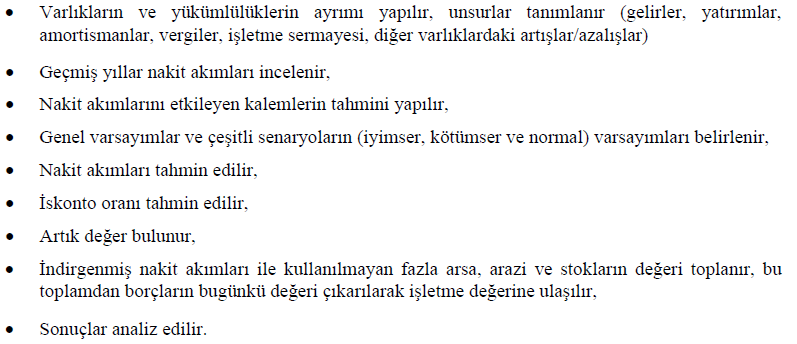 • Varlıkların ve yükümlülüklerin ayrımı yapılır, unsurlar tanımlanır (gelirler, yatırımlar,
amortismanlar, vergiler, işletme sermayesi, diğer varlıklardaki artışlar/azalışlar)
• Geçmiş yıllar nakit akımları incelenir,
• Nakit akımlarını etkileyen kalemlerin tahmini yapılır,
• Genel varsayımlar ve çeşitli senaryoların (iyimser, kötümser ve normal) varsayımları belirlenir,
• Nakit akımları tahmin edilir,
• İskonto oranı tahmin edilir,
• Artık değer bulunur,
• İndirgenmiş nakit akımları ile kullanılmayan fazla arsa, arazi ve stokların değeri toplanır, bu
toplamdan borçların bugünkü değeri çıkarılarak işletme değerine ulaşılır,
• Sonuçlar analiz edilir.